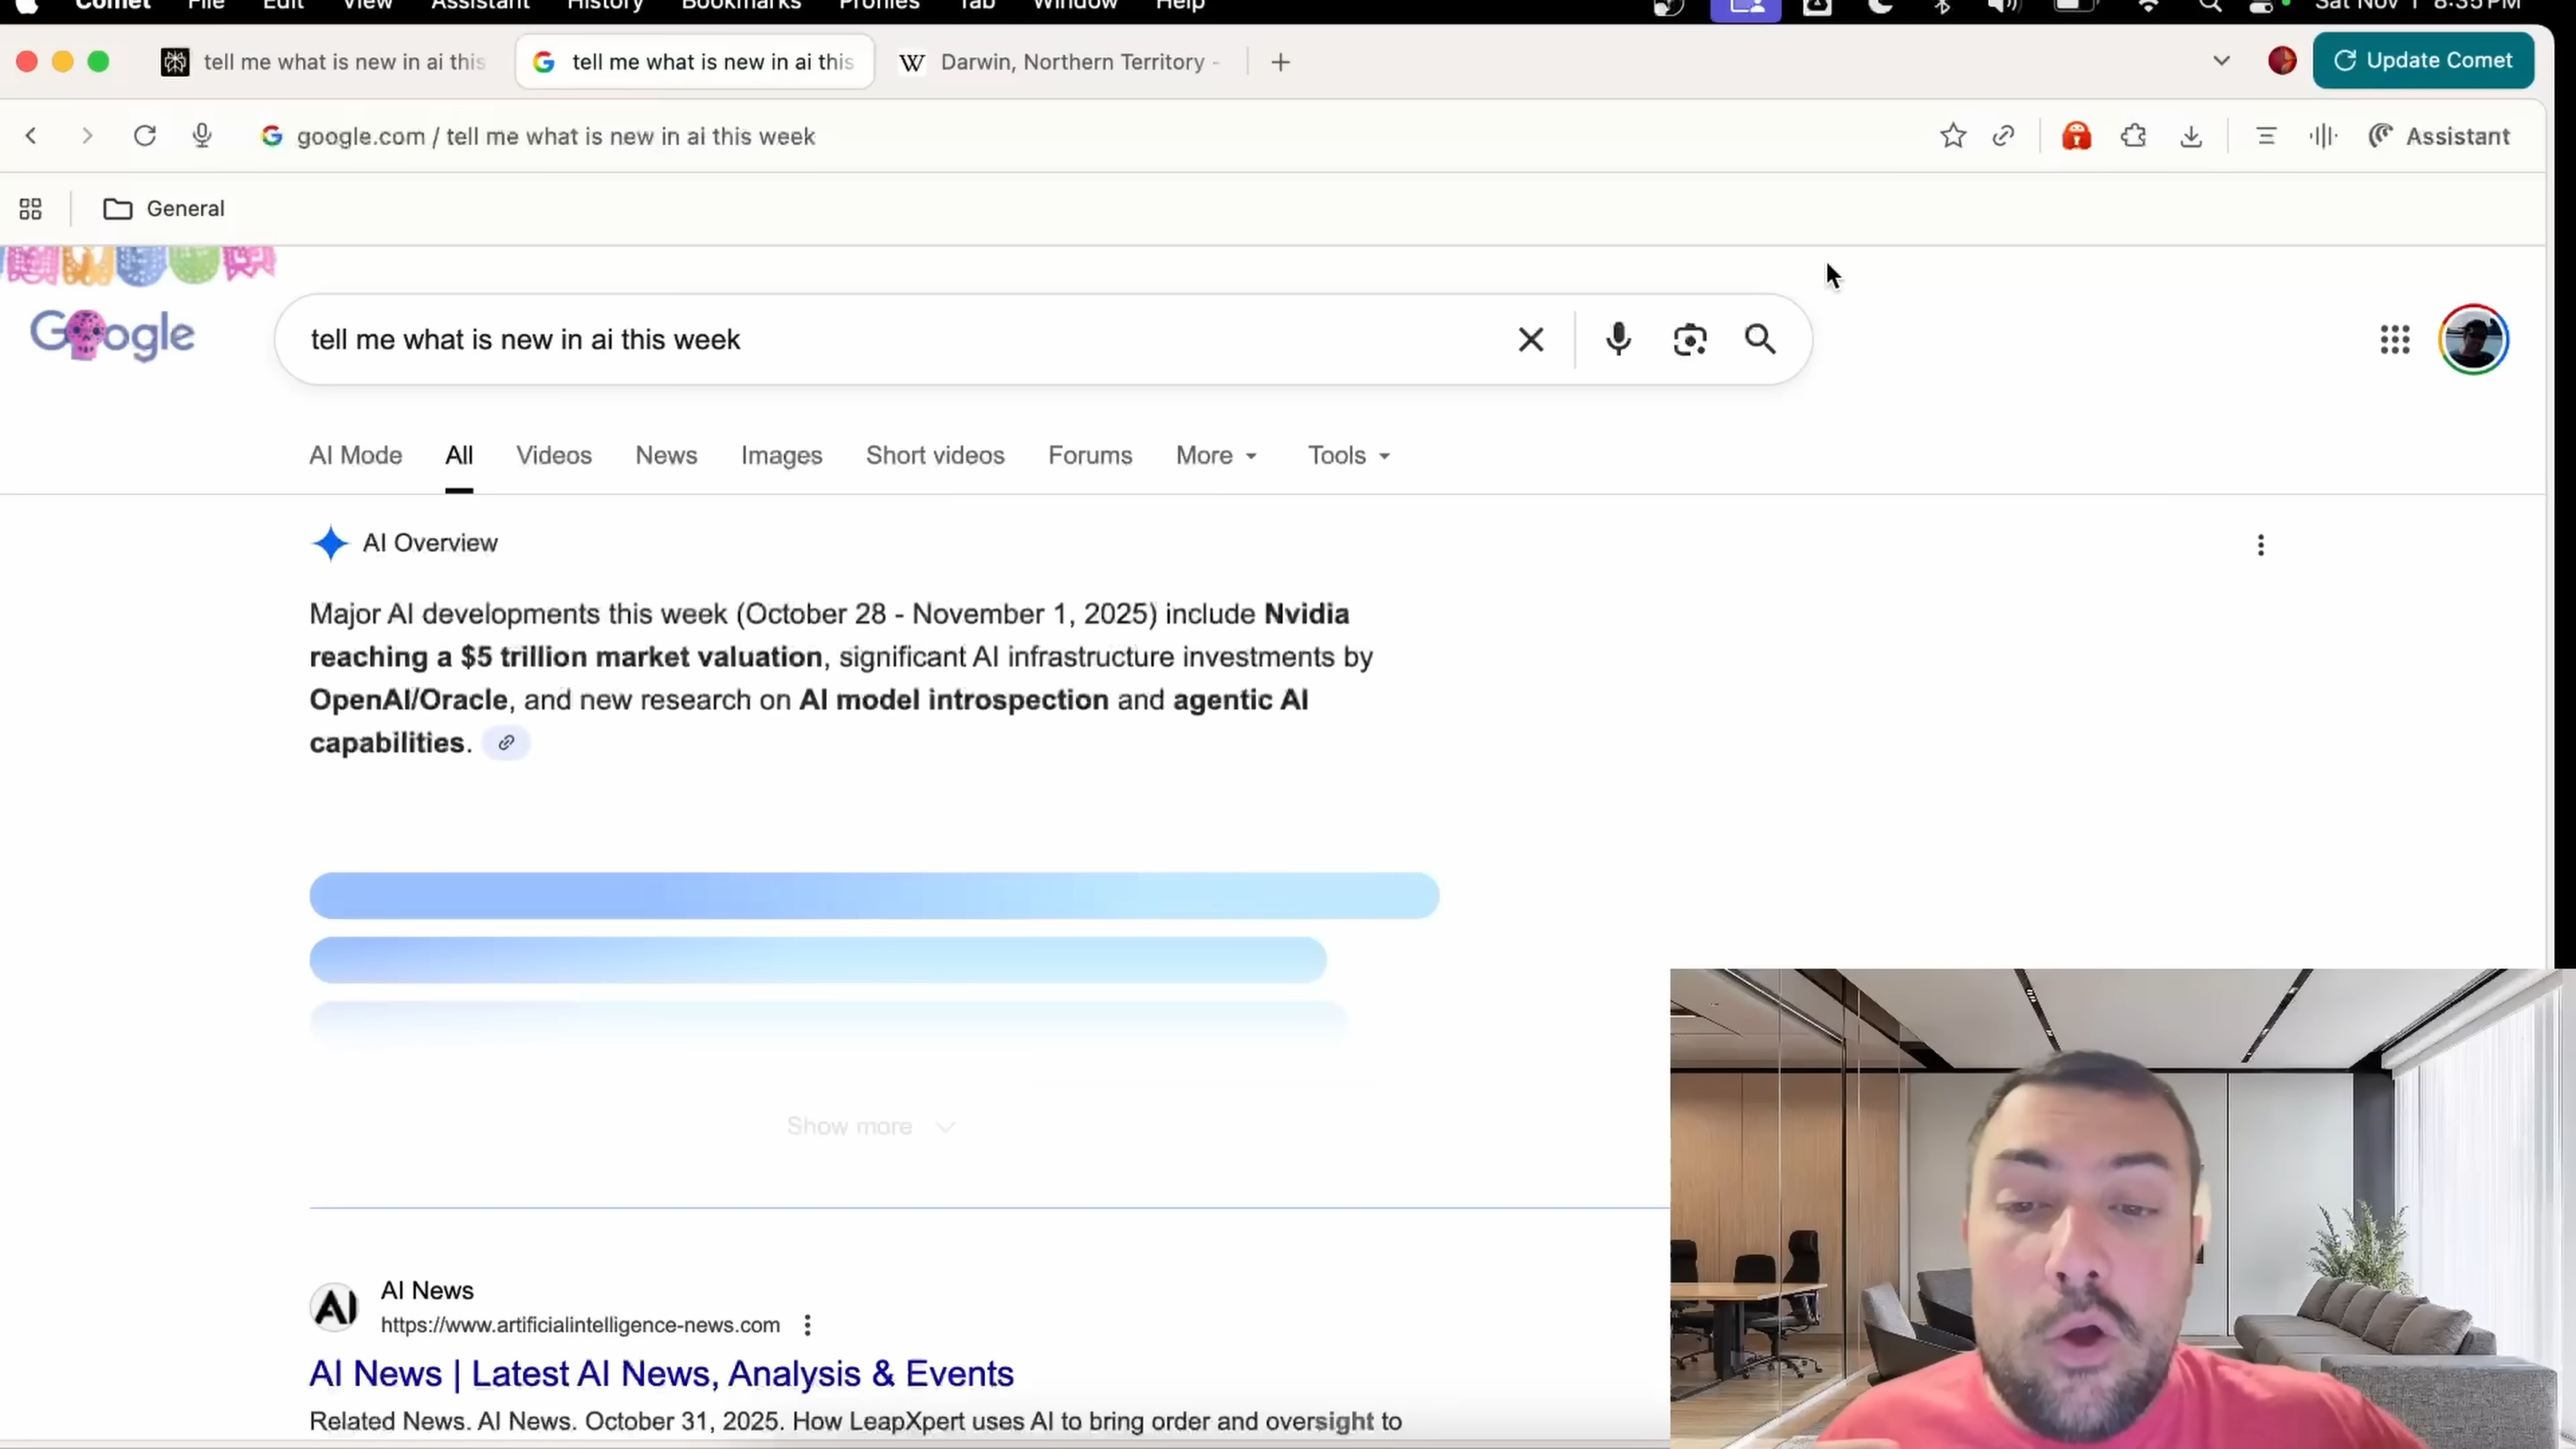 Comet File Edit View Assistant History Bookmarks Profiles Tab Window Help Sat Nov 1 8:35 PM
tell me what is new in ai this
tell me what is new in ai this
W Darwin, Northern Territory -
Update Comet
google.com / tell me what is new in ai this week
Assistant
General
Google
tell me what is new in ai this week
AI Mode All Videos News Images Short videos Forums More Tools
AI Overview
Major AI developments this week (October 28 - November 1, 2025) include Nvidia
reaching a $5 trillion market valuation, significant AI infrastructure investments by
OpenAI/Oracle, and new research on AI model introspection and agentic AI
capabilities.
Show more
AI
AI News
https://www.artificialintelligence-news.com
AI News | Latest AI News, Analysis & Events
Related News. AI News. October 31, 2025. How LeapXpert uses AI to bring order and oversight to